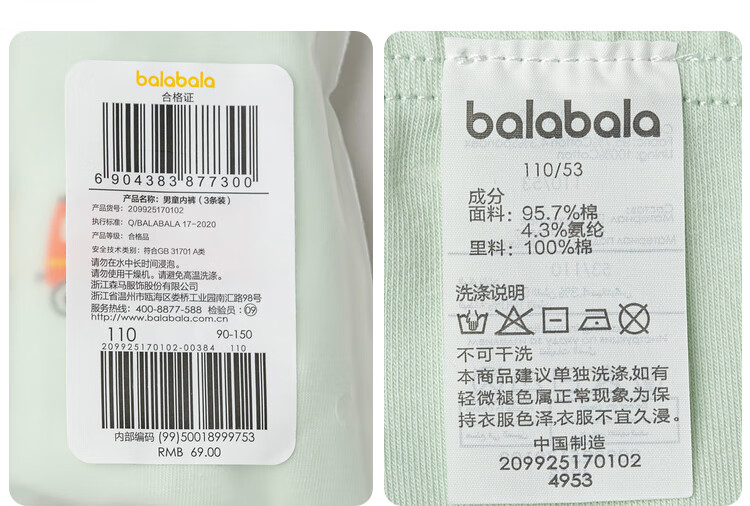 balabala
合格证
6 904383 877300
产品名称: 男童内裤 (3条装)
产品货号: 209925170102
执行标准: Q/BALABALA 17-2020
产品等级: 合格品
安全技术类别: 符合GB 31701 A类
请勿在水中长时间浸泡。
请勿使用干燥机。请避免高温洗涤。
浙江森马服饰股份有限公司
浙江省温州市瓯海区娄桥工业园南汇路98号
服务热线: 400-8877-588 检验员: 09
http://www.balabala.com.cn
110 90-150
209925170102-00384 110
内部编码 (99)50018999753
RMB 69.00
balabala
110/53
成分
面料: 95.7%棉
4.3%氨纶
里料: 100%棉
洗涤说明
不可干洗
本商品建议单独洗涤,如有
轻微褪色属正常现象,为保
持衣服色泽,衣服不宜久浸。
中国制造
209925170102
4953